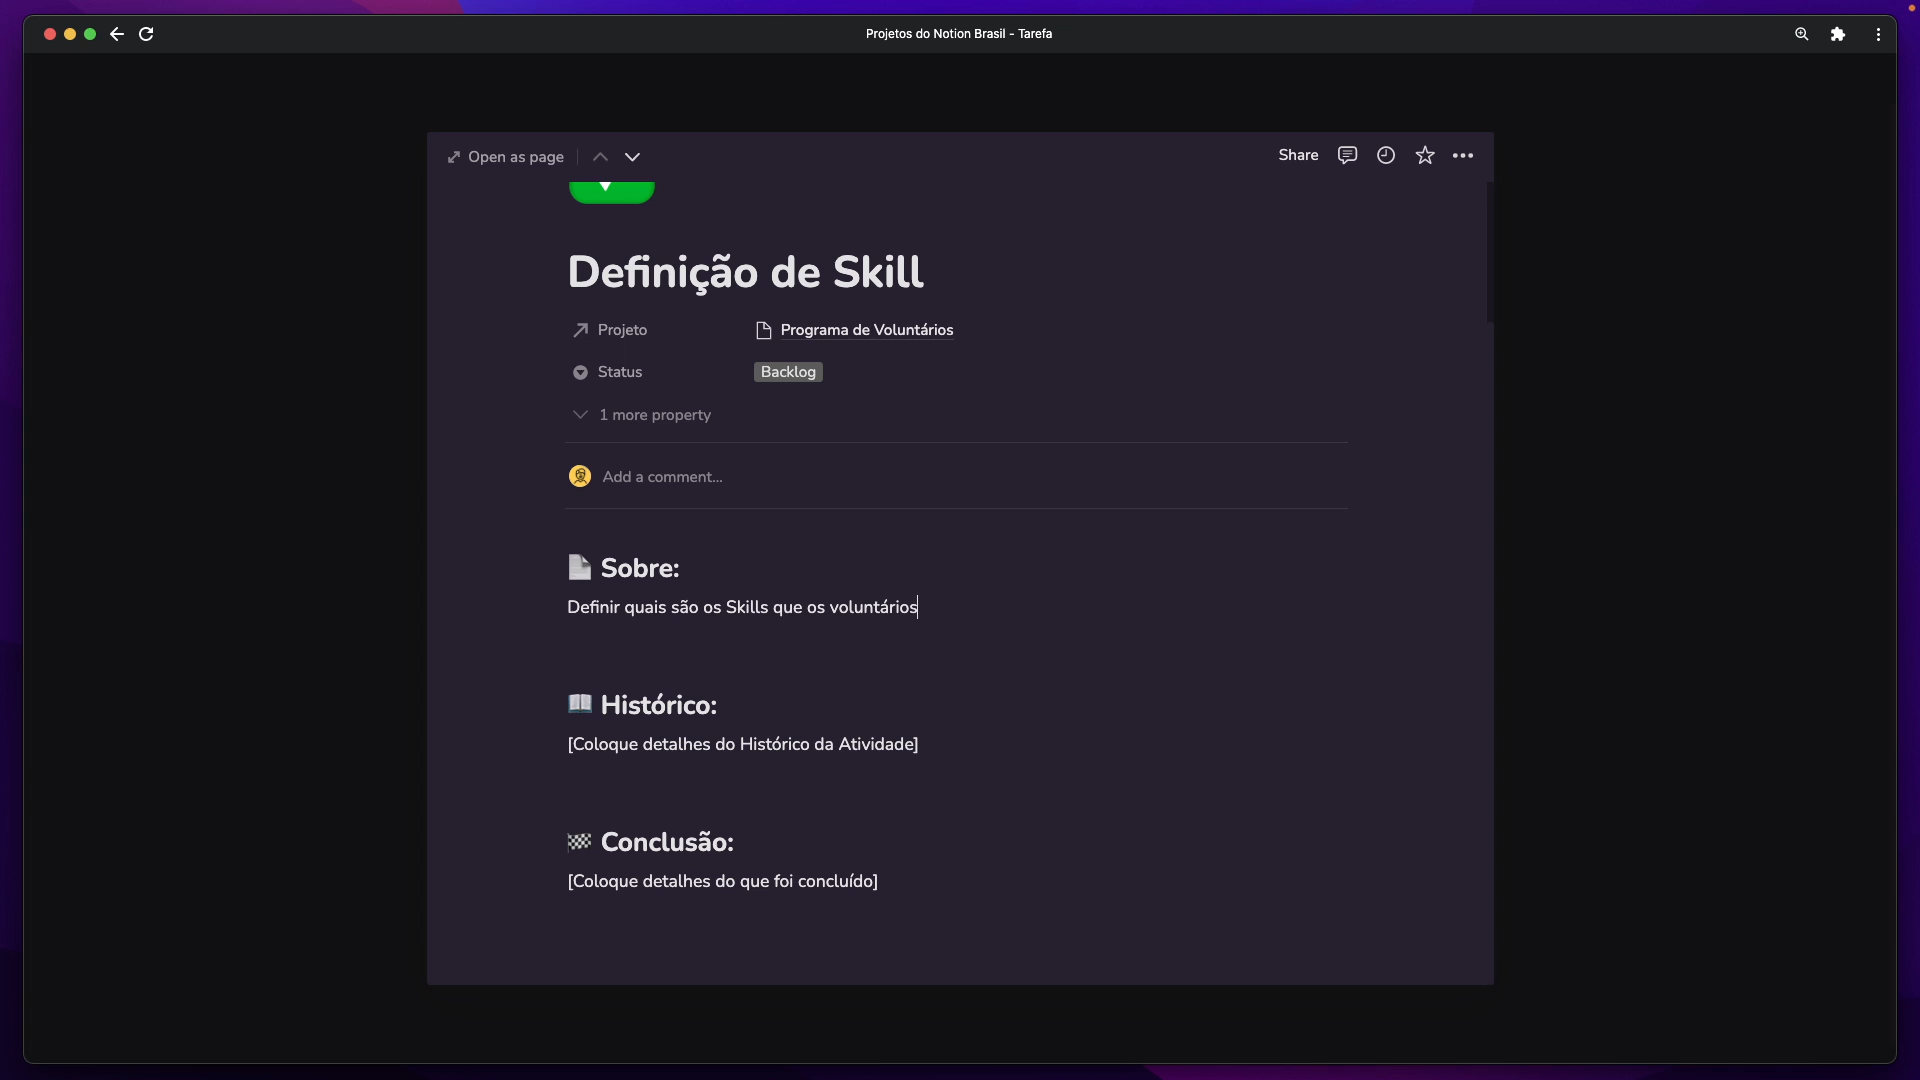 Projetos do Notion Brasil - Tarefa
Open as page
Share
Definição de Skill
Projeto
Programa de Voluntários
Status
Backlog
1 more property
Add a comment...
Sobre:
Definir quais são os Skills que os voluntários
Histórico:
[Coloque detalhes do Histórico da Atividade]
Conclusão:
[Coloque detalhes do que foi concluído]